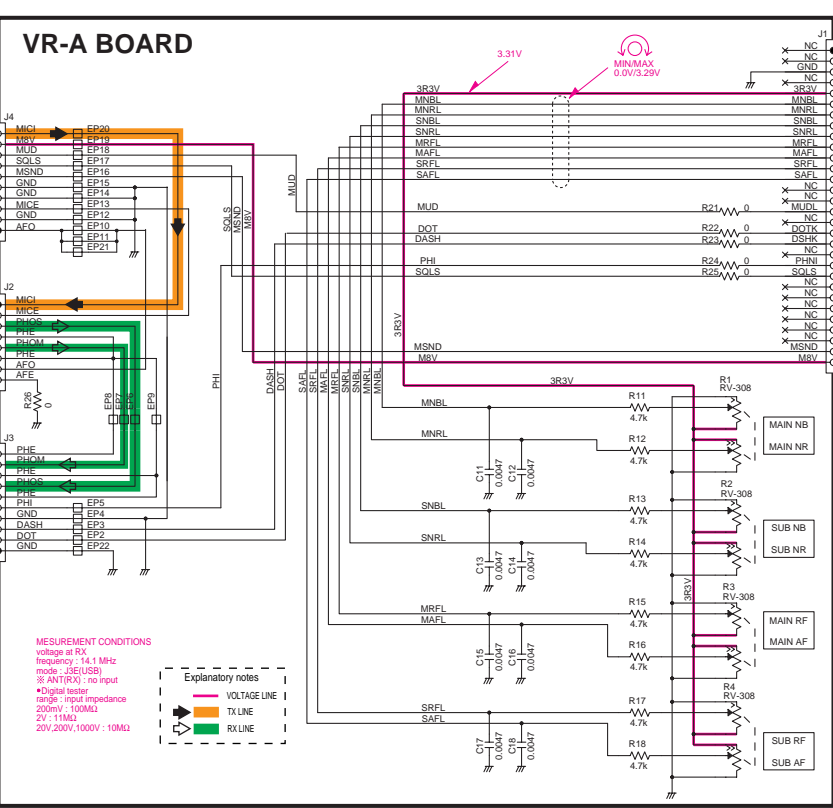 VR-A BOARD
J1
NC
NC
GND
NC
3R3V
MNBL
MNRL
SNBL
SNRL
MRFL
MAFL
SRFL
SAFL
NC
NC
MUDL
NC
DOTK
DSHK
NC
PHNI
SQLS
NC
NC
NC
NC
NC
NC
MSND
M8V
3.31V
MIN/MAX
0.0V/3.29V
3R3V
MNBL
MNRL
SNBL
SNRL
MRFL
MAFL
SRFL
SAFL
MUD
R21 0
DOT
R22 0
DASH
R23 0
PHI
R24 0
SQLS
R25 0
MSND
M8V
J4
MICI EP20
M8V EP19
MUD EP18
SQLS EP17
MSND EP16
GND EP15
GND EP14
MICE EP13
GND EP12
AFO EP10
EP11
EP21
MUD
SQLS
MSND
M8V
J2
MICI
MICE
PHOS
PHE
PHOM
PHE
AFO
AFE
R26
0
EP8
EP7
EP6
EP9
J3
PHE
PHOM
PHE
PHOS
PHE
PHI EP5
GND EP4
DASH EP3
DOT EP2
GND EP22
PHI
DASH
DOT
SAFL
SRFL
MAFL
MRFL
SNRL
SNBL
MNRL
MNBL
3R3V
3R3V
3R3V
MNBL
R11
4.7k
MNRL
R12
4.7k
C11
0.0047
C12
0.0047
R1
RV-308
MAIN NB
MAIN NR
SNBL
R13
4.7k
SNRL
R14
4.7k
C13
0.0047
C14
0.0047
R2
RV-308
SUB NB
SUB NR
MRFL
R15
4.7k
MAFL
R16
4.7k
C15
0.0047
C16
0.0047
R3
RV-308
MAIN RF
MAIN AF
SRFL
R17
4.7k
SAFL
R18
4.7k
C17
0.0047
C18
0.0047
R4
RV-308
SUB RF
SUB AF
MESUREMENT CONDITIONS
voltage at RX
frequency : 14.1 MHz
mode : J3E(USB)
※ ANT(RX) : no input
●Digital tester
range : input impedance
200mV : 100MΩ
2V : 11MΩ
20V,200V,1000V : 10MΩ
Explanatory notes
VOLTAGE LINE
TX LINE
RX LINE